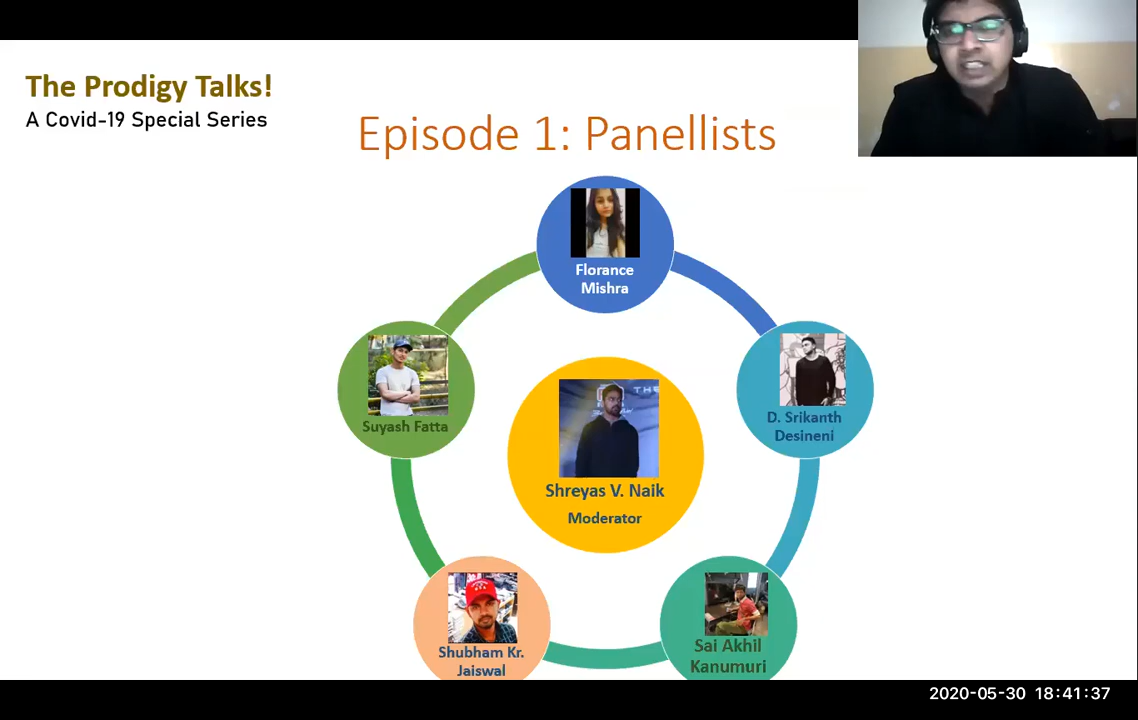 The Prodigy Talks!
A Covid-19 Special Series
Episode 1: Panellists
Florance
Mishra
Suyash Fatta
D. Srikanth
Desineni
Shreyas V. Naik
Moderator
Shubham Kr.
Jaiswal
Sai Akhil
Kanumuri
2020-05-30 18:41:37